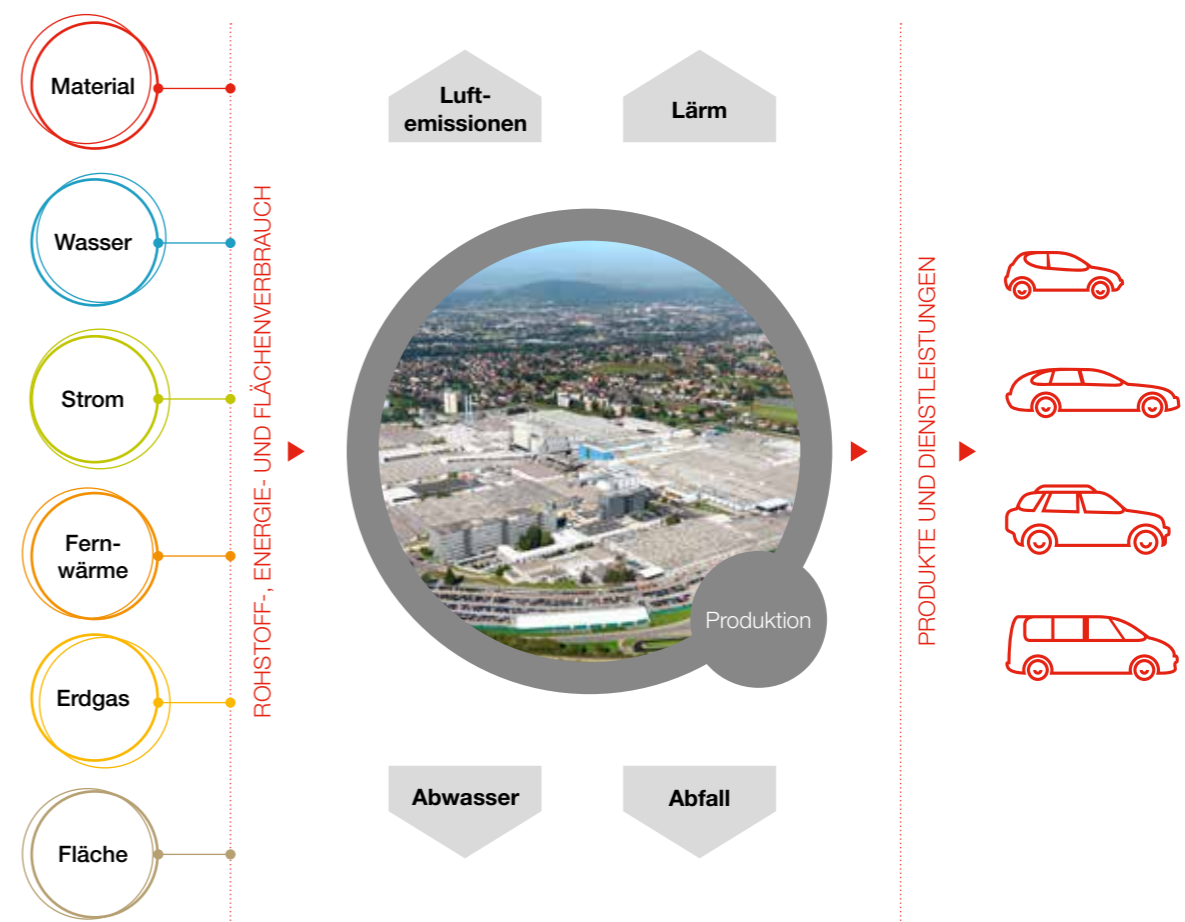 Material
Wasser
Strom
Fern-
wärme
Erdgas
Fläche
ROHSTOFF-, ENERGIE- UND FLÄCHENVERBRAUCH
Luft-
emissionen
Lärm
Produktion
Abwasser
Abfall
PRODUKTE UND DIENSTLEISTUNGEN